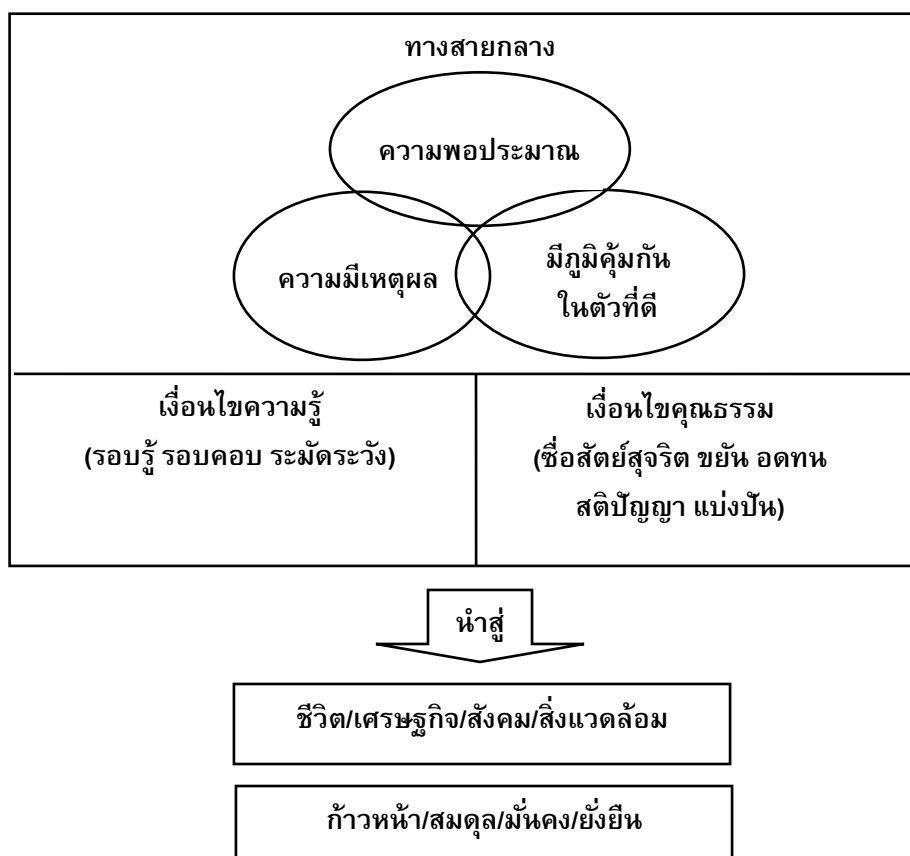 ทางสายกลาง
ความพอประมาณ
ความมีเหตุผล
มีภูมิคุ้มกัน
ในตัวที่ดี
เงื่อนไขความรู้
(รอบรู้ รอบคอบ ระมัดระวัง)
เงื่อนไขคุณธรรม
(ซื่อสัตย์สุจริต ขยัน อดทน
สติปัญญา แบ่งปัน)
นำสู่
ชีวิต/เศรษฐกิจ/สังคม/สิ่งแวดล้อม
ก้าวหน้า/สมดุล/มั่นคง/ยั่งยืน